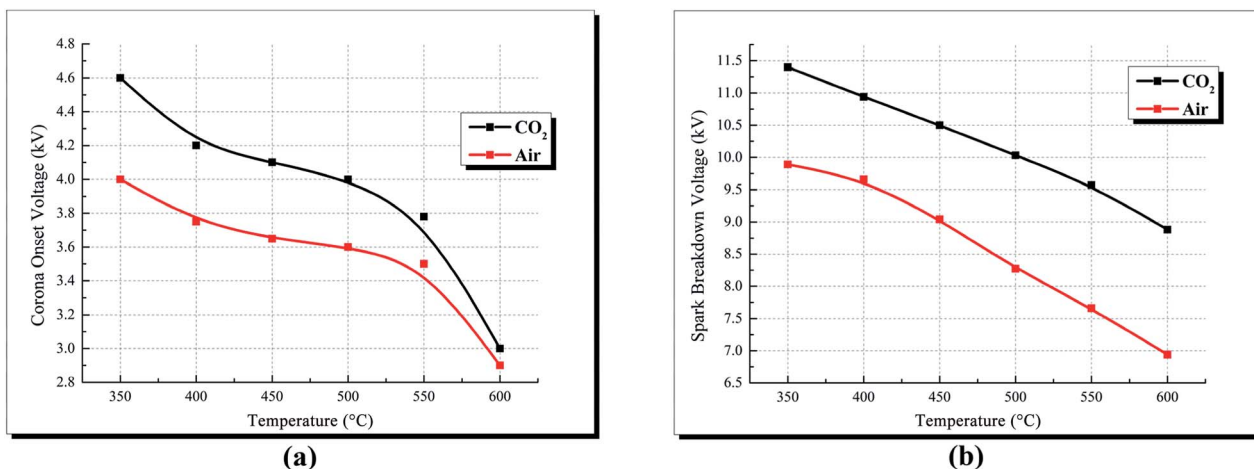 4.8
4.6
4.4
4.2
4.0
3.8
3.6
3.4
3.2
3.0
2.8
Corona Onset Voltage (kV)
CO₂
Air
350 400 450 500 550 600
Temperature (°C)
(a)
11.5
11.0
10.5
10.0
9.5
9.0
8.5
8.0
7.5
7.0
6.5
Spark Breakdown Voltage (kV)
CO₂
Air
350 400 450 500 550 600
Temperature (°C)
(b)